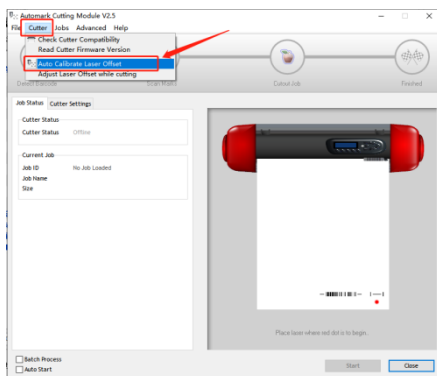 Automark Cutting Module V2.5
File Cutter Jobs Advanced Help
Check Cutter Compatibility
Read Cutter Firmware Version
Auto Calibrate Laser Offset
Adjust Laser Offset while cutting
Detect Barcode Scan Marks Cutout Job Finished
Job Status Cutter Settings
Cutter Status
Cutter Status Offline
Current Job
Job ID No Job Loaded
Job Name
Size
Place laser where red dot is to begin.
Batch Process
Auto Start
Start Close